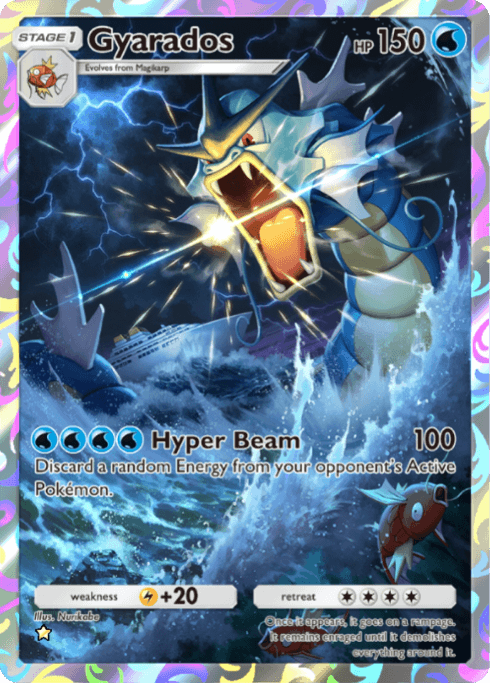 STAGE 1 Gyarados HP 150
Evolves from Magikarp
Hyper Beam 100
Discard a random Energy from your opponent's Active
Pokémon.
weakness +20 retreat
Illus. Nurikabe
Once it appears, it goes on a rampage.
It remains enraged until it demolishes
everything around it.